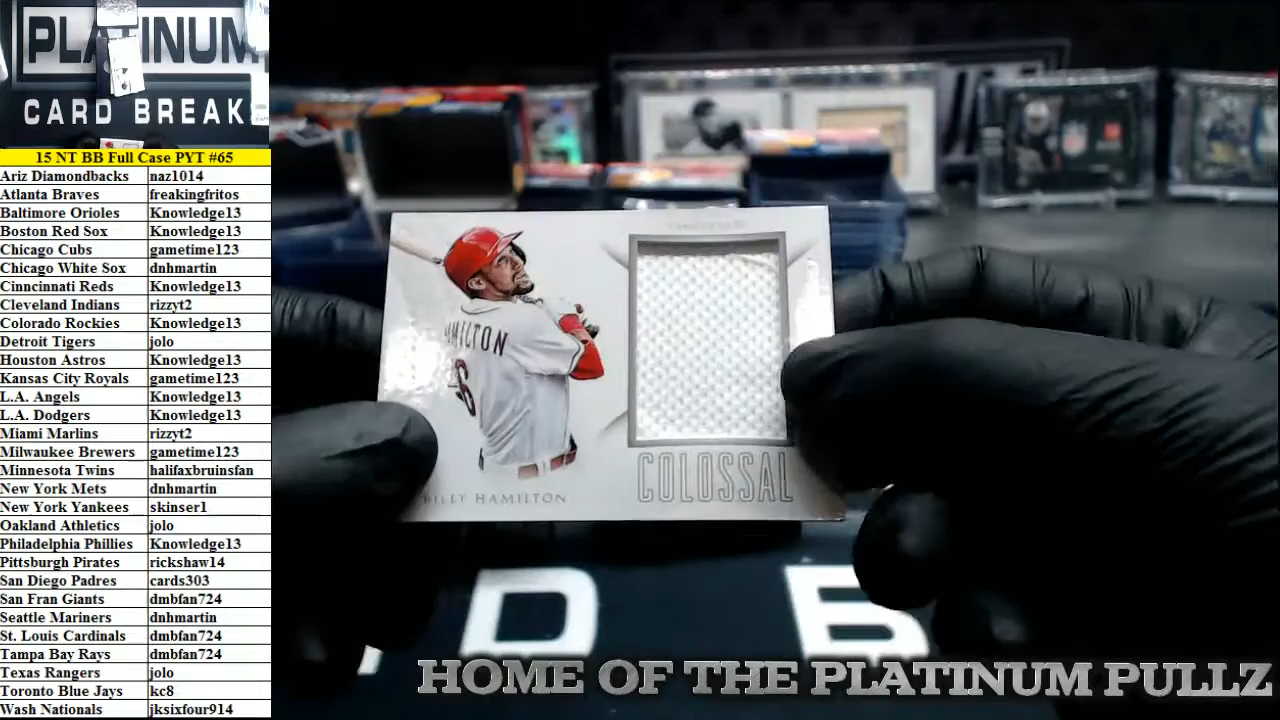 PLATINUM
CARD BREAK
15 NT BB Full Case PYT #65
Ariz Diamondbacks naz1014
Atlanta Braves freakingfritos
Baltimore Orioles Knowledge13
Boston Red Sox Knowledge13
Chicago Cubs gametime123
Chicago White Sox dnhmartin
Cinncinnati Reds Knowledge13
Cleveland Indians rizzyt2
Colorado Rockies Knowledge13
Detroit Tigers jolo
Houston Astros Knowledge13
Kansas City Royals gametime123
L.A. Angels Knowledge13
L.A. Dodgers Knowledge13
Miami Marlins rizzyt2
Milwaukee Brewers gametime123
Minnesota Twins halifaxbruinsfan
New York Mets dnhmartin
New York Yankees skinser1
Oakland Athletics jolo
Philadelphia Phillies Knowledge13
Pittsburgh Pirates rickshaw14
San Diego Padres cards303
San Fran Giants dmbfan724
Seattle Mariners dnhmartin
St. Louis Cardinals dmbfan724
Tampa Bay Rays dmbfan724
Texas Rangers jolo
Toronto Blue Jays kc8
Wash Nationals jksixfour914
HAMILTON
6
COLOSSAL
BILLY HAMILTON
D B
HOME OF THE PLATINUM PULLZ